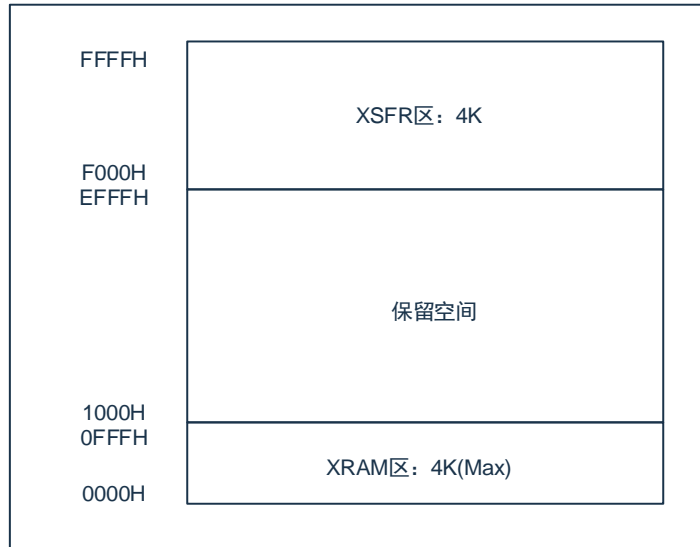 FFFFH
XSFR区：4K
F000H
EFFFH
保留空间
1000H
0FFFH
XRAM区：4K(Max)
0000H